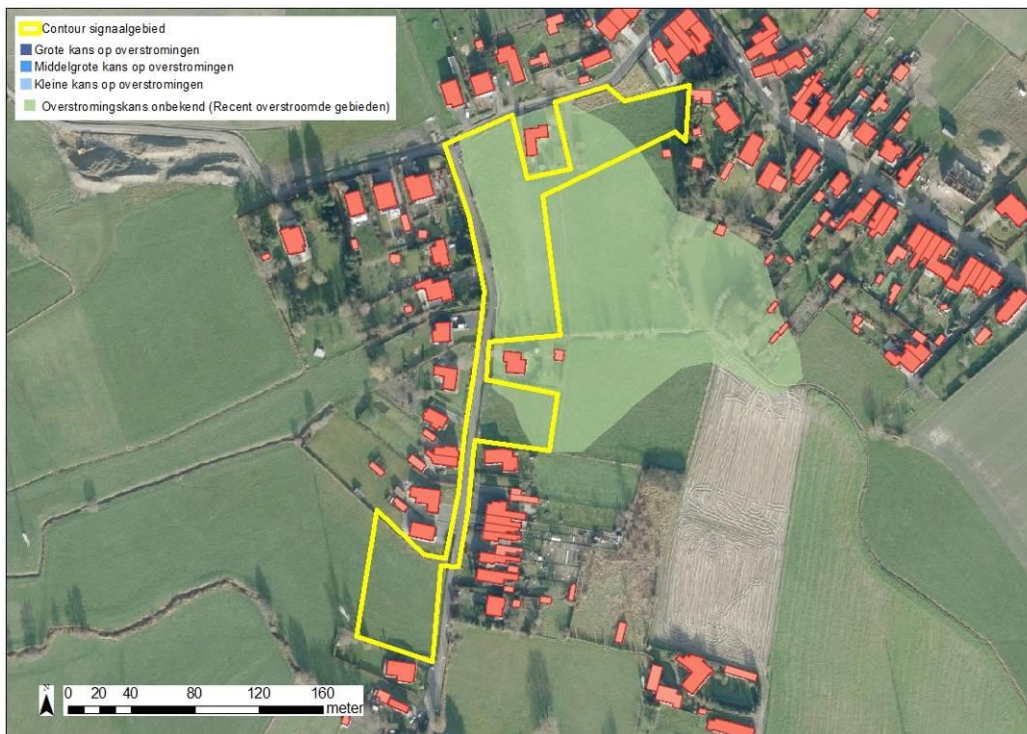 Contour signaalgebied
Grote kans op overstromingen
Middelgrote kans op overstromingen
Kleine kans op overstromingen
Overstromingskans onbekend (Recent overstroomde gebieden)
N
0 20 40 80 120 160
meter